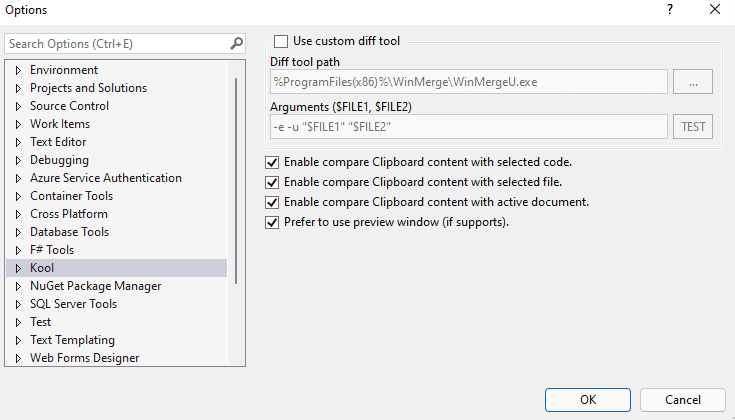 Options
?
Search Options (Ctrl+E)
Environment
Projects and Solutions
Source Control
Work Items
Text Editor
Debugging
Azure Service Authentication
Container Tools
Cross Platform
Database Tools
F# Tools
Kool
NuGet Package Manager
SQL Server Tools
Test
Text Templating
Web Forms Designer
Use custom diff tool
Diff tool path
%ProgramFiles(x86)%\WinMerge\WinMergeU.exe
...
Arguments ($FILE1, $FILE2)
-e -u "$FILE1" "$FILE2"
TEST
Enable compare Clipboard content with selected code.
Enable compare Clipboard content with selected file.
Enable compare Clipboard content with active document.
Prefer to use preview window (if supports).
OK
Cancel